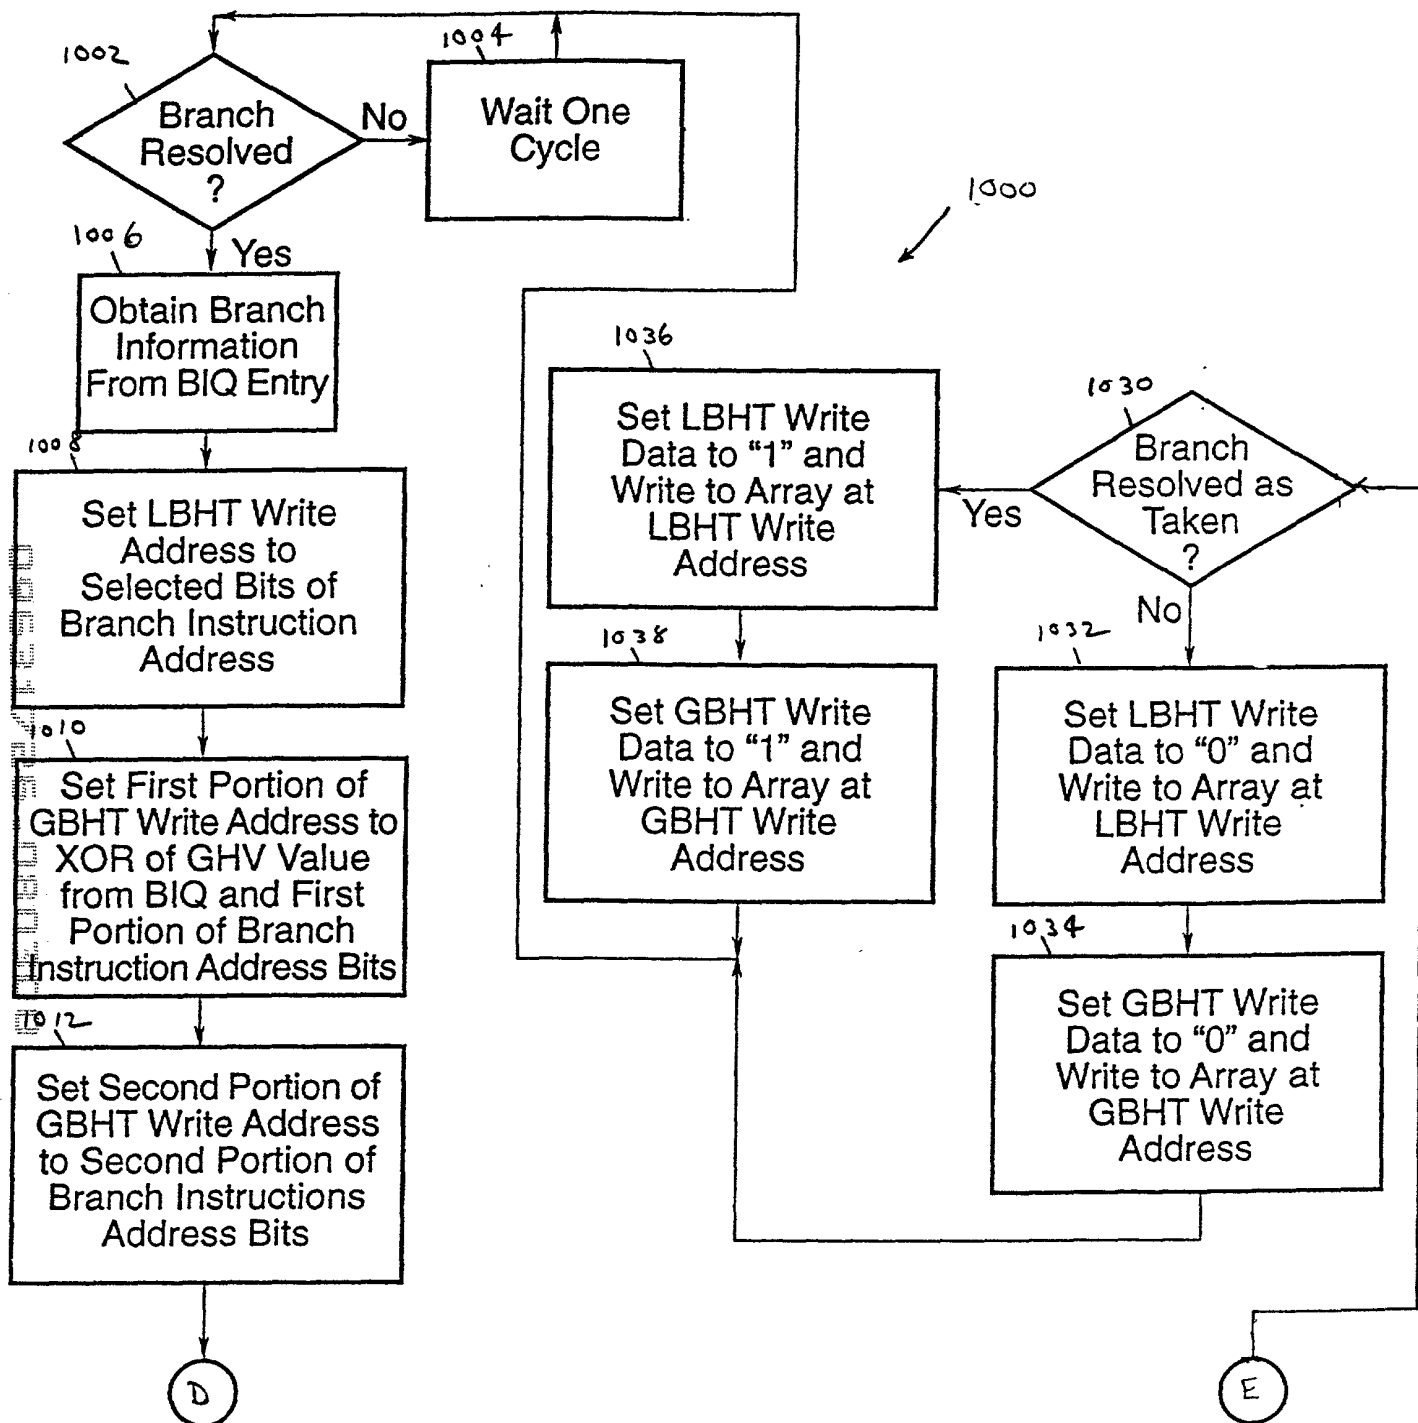 1002
Branch
Resolved
?
No
1004
Wait One
Cycle
1000
Yes
1006
Obtain Branch
Information
From BIQ Entry
1008
Set LBHT Write
Address to
Selected Bits of
Branch Instruction
Address
1010
Set First Portion of
GBHT Write Address to
XOR of GHV Value
from BIQ and First
Portion of Branch
Instruction Address Bits
1012
Set Second Portion of
GBHT Write Address
to Second Portion of
Branch Instructions
Address Bits
D
1036
Set LBHT Write
Data to “1” and
Write to Array at
LBHT Write
Address
1038
Set GBHT Write
Data to “1” and
Write to Array at
GBHT Write
Address
1030
Branch
Resolved as
Taken
?
Yes
No
1032
Set LBHT Write
Data to “0” and
Write to Array at
LBHT Write
Address
1034
Set GBHT Write
Data to “0” and
Write to Array at
GBHT Write
Address
E